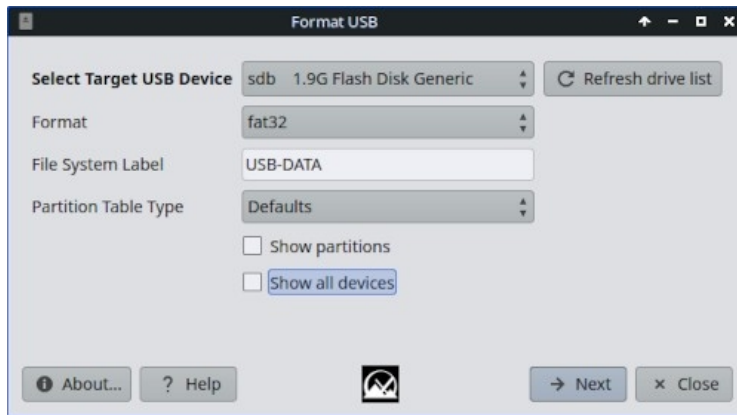 Format USB
Select Target USB Device sdb 1.9G Flash Disk Generic Refresh drive list
Format fat32
File System Label USB-DATA
Partition Table Type Defaults
Show partitions
Show all devices
About... ? Help Next Close